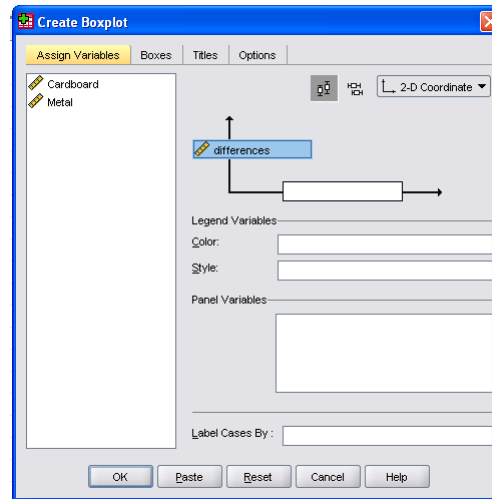 Create Boxplot
Assign Variables Boxes Titles Options
Cardboard
Metal
2-D Coordinate
differences
Legend Variables
Color:
Style:
Panel Variables
Label Cases By :
OK Paste Reset Cancel Help